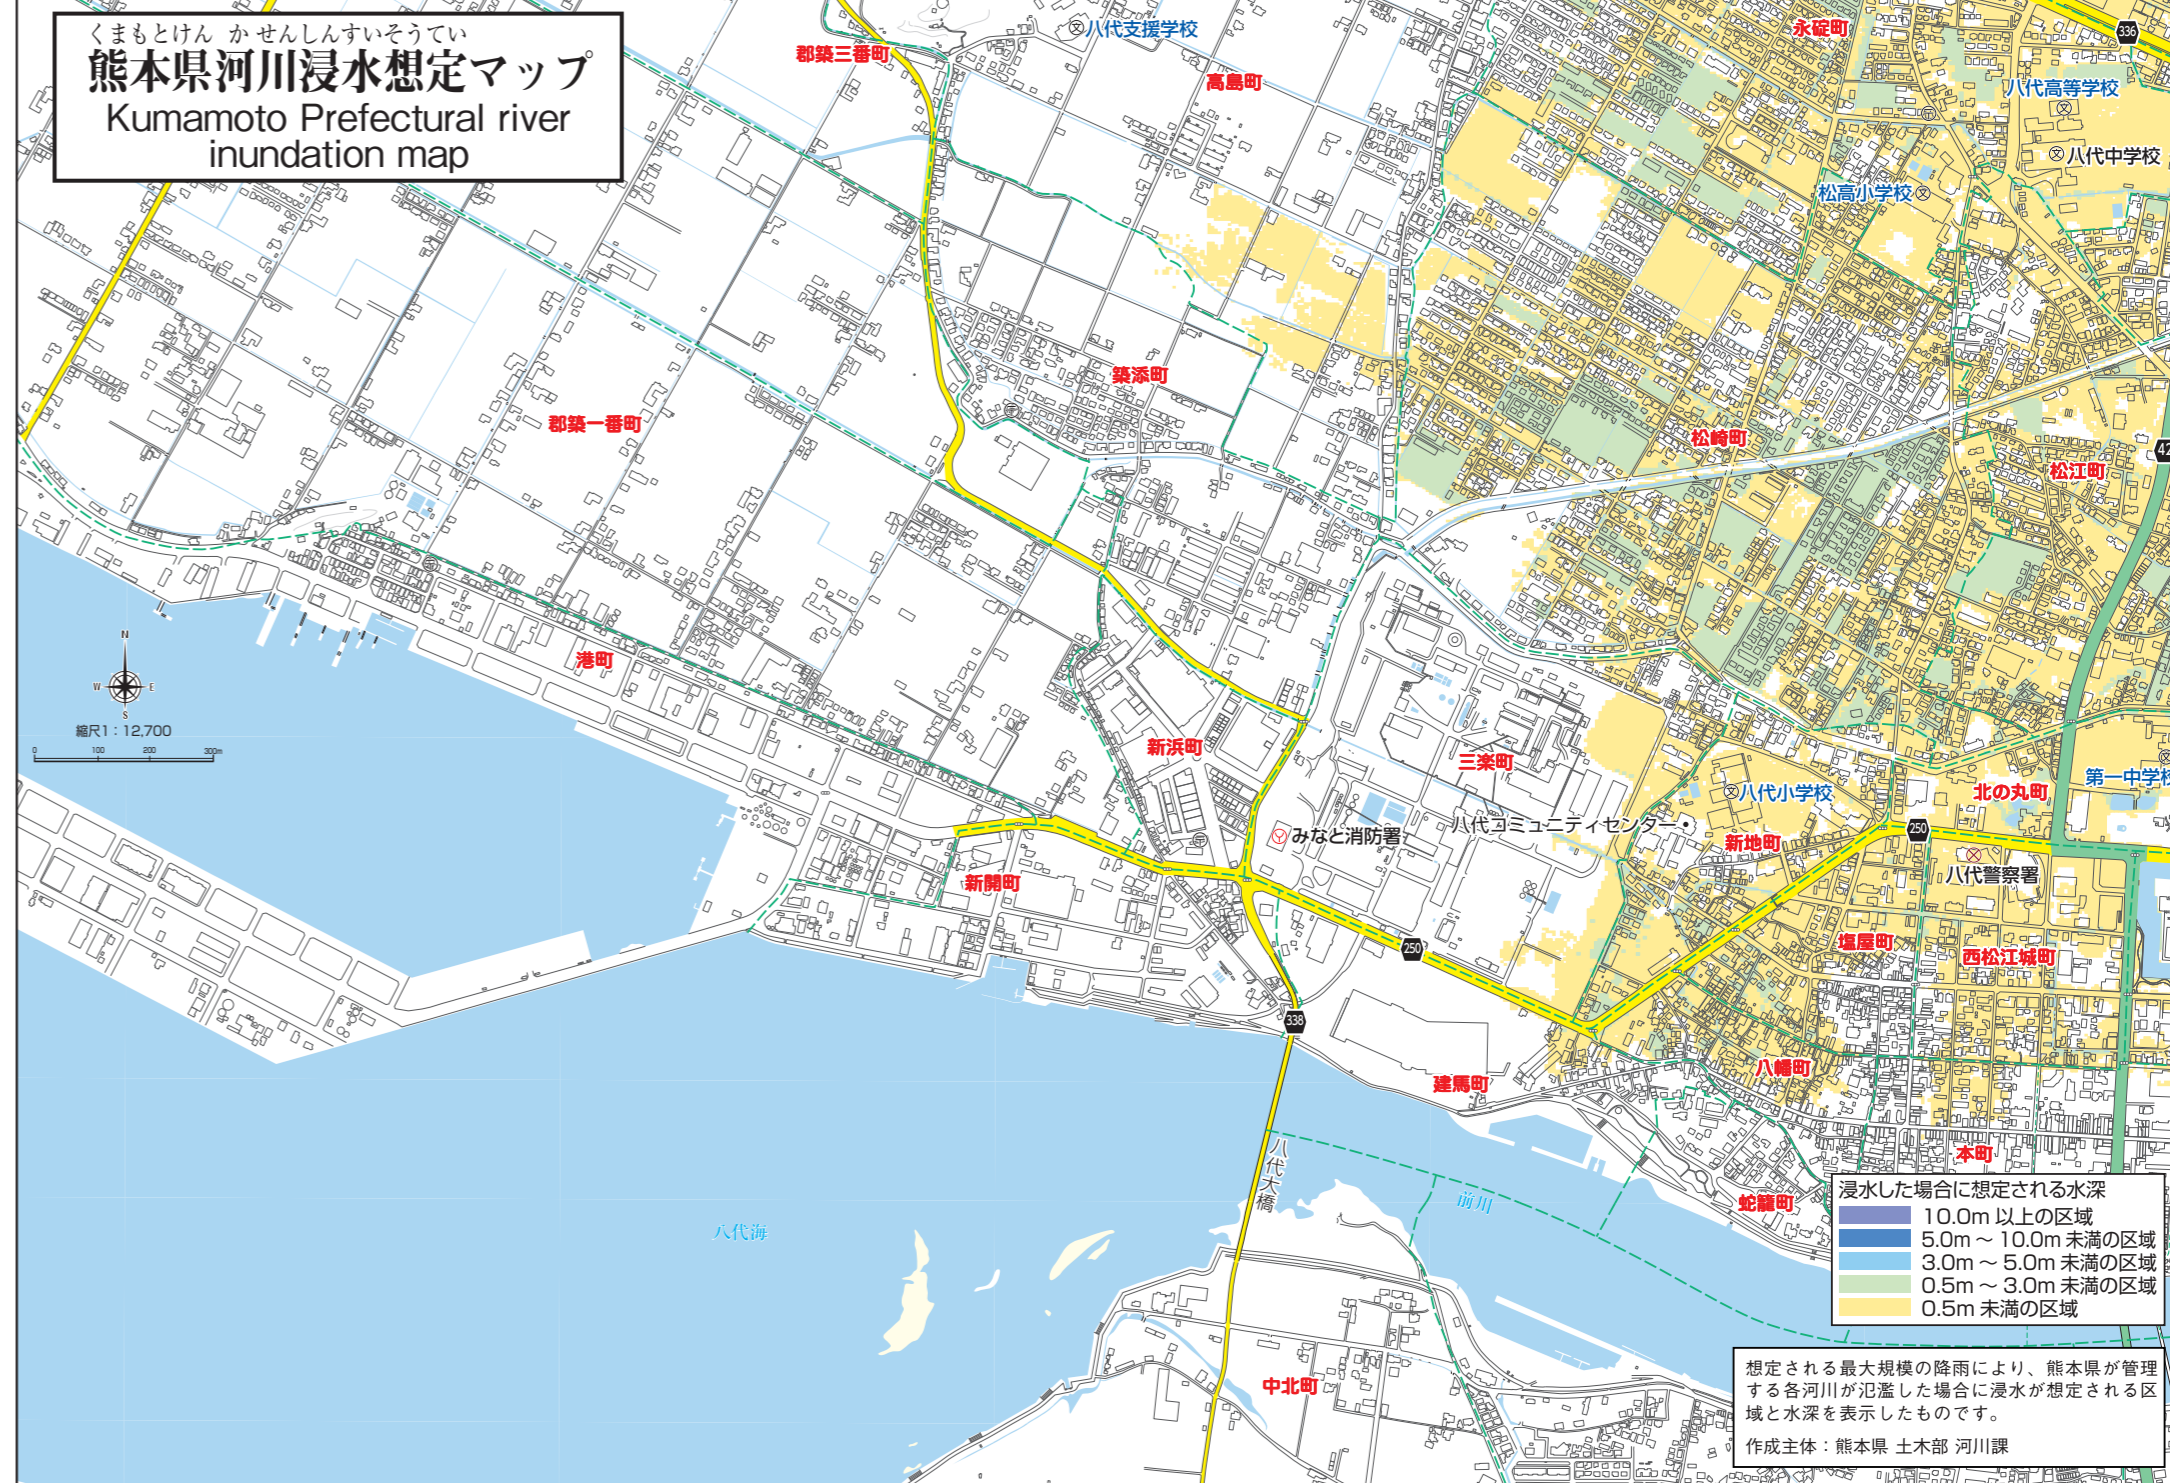 くまもとけん かせんしんすいそうてい
熊本県河川浸水想定マップ
Kumamoto Prefectural river
inundation map
郡築三番町
八代支援学校
高島町
永碇町
336
八代高等学校
八代中学校
松高小学校
築添町
郡築一番町
松崎町
松江町
42
港町
N
W
E
S
縮尺1：12,700
0 100 200 300m
新浜町
三楽町
八代小学校
北の丸町
第一中学校
みなと消防署
八代コミュニティセンター
新地町
250
八代警察署
新開町
250
塩屋町
西松江城町
338
建馬町
八幡町
本町
八代大橋
前川
蛇籠町
八代海
中北町
浸水した場合に想定される水深
10.0m 以上の区域
5.0m～10.0m 未満の区域
3.0m～5.0m 未満の区域
0.5m～3.0m 未満の区域
0.5m 未満の区域
想定される最大規模の降雨により、熊本県が管理
する各河川が氾濫した場合に浸水が想定される区
域と水深を表示したものです。
作成主体：熊本県 土木部 河川課